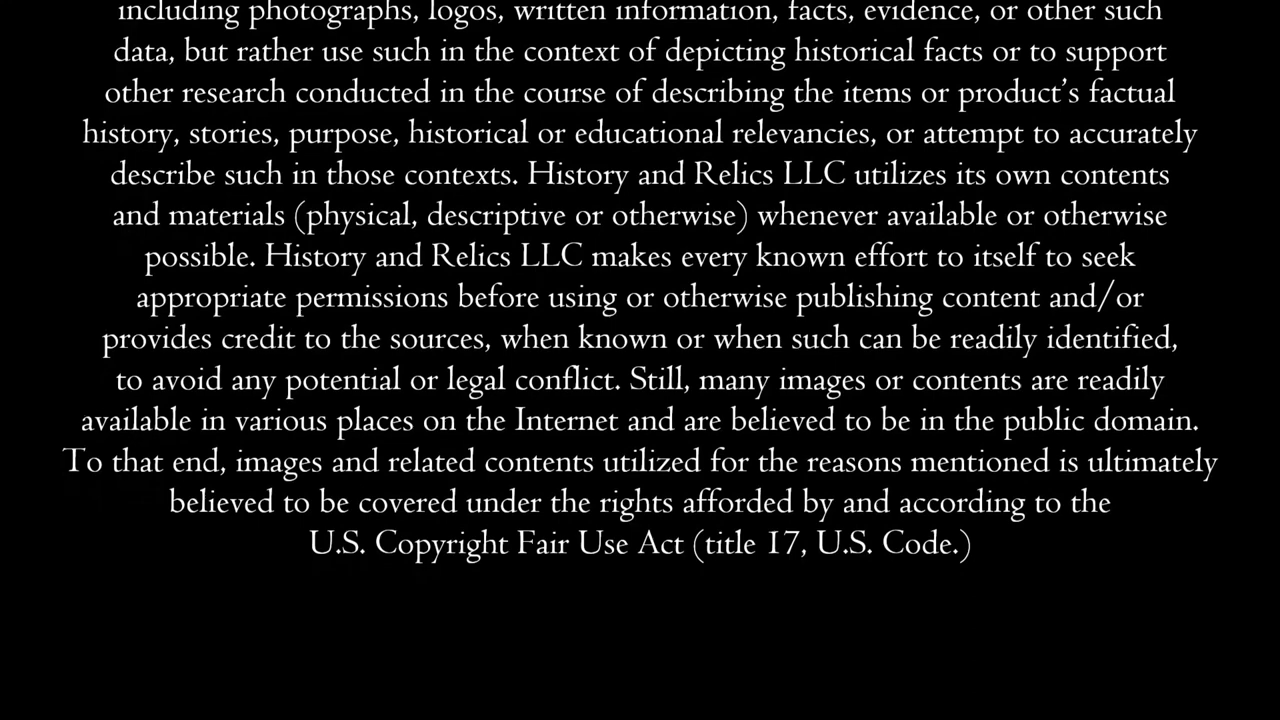 including photographs, logos, written information, facts, evidence, or other such
data, but rather use such in the context of depicting historical facts or to support
other research conducted in the course of describing the items or product’s factual
history, stories, purpose, historical or educational relevancies, or attempt to accurately
describe such in those contexts. History and Relics LLC utilizes its own contents
and materials (physical, descriptive or otherwise) whenever available or otherwise
possible. History and Relics LLC makes every known effort to itself to seek
appropriate permissions before using or otherwise publishing content and/or
provides credit to the sources, when known or when such can be readily identified,
to avoid any potential or legal conflict. Still, many images or contents are readily
available in various places on the Internet and are believed to be in the public domain.
To that end, images and related contents utilized for the reasons mentioned is ultimately
believed to be covered under the rights afforded by and according to the
U.S. Copyright Fair Use Act (title 17, U.S. Code.)